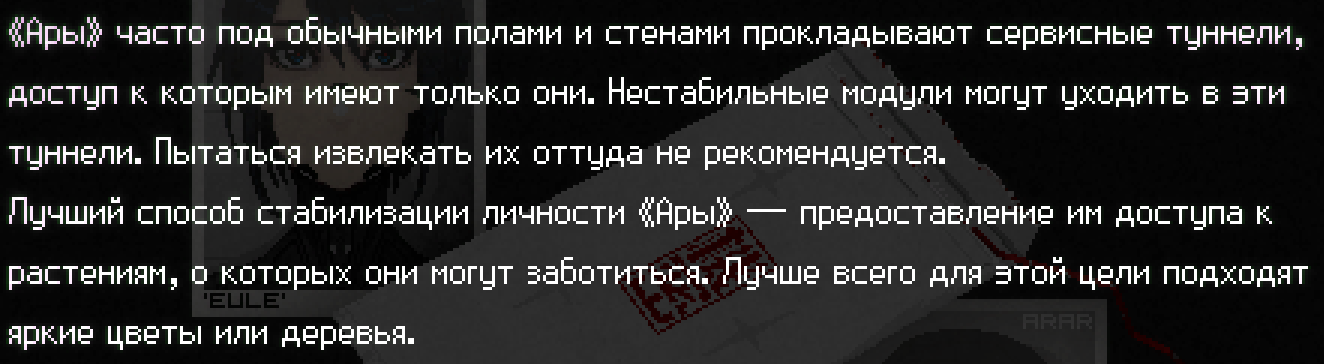 《Ары》 часто под обычными полами и стенами прокладывают сервисные туннели,
доступ к которым имеют только они. Нестабильные модули могут уходить в эти
туннели. Пытаться извлекать их оттуда не рекомендуется.
Лучший способ стабилизации личности 《Ары》 — предоставление им доступа к
растениям, о которых они могут заботиться. Лучше всего для этой цели подходят
'EULE'
ARAR
яркие цветы или деревья.